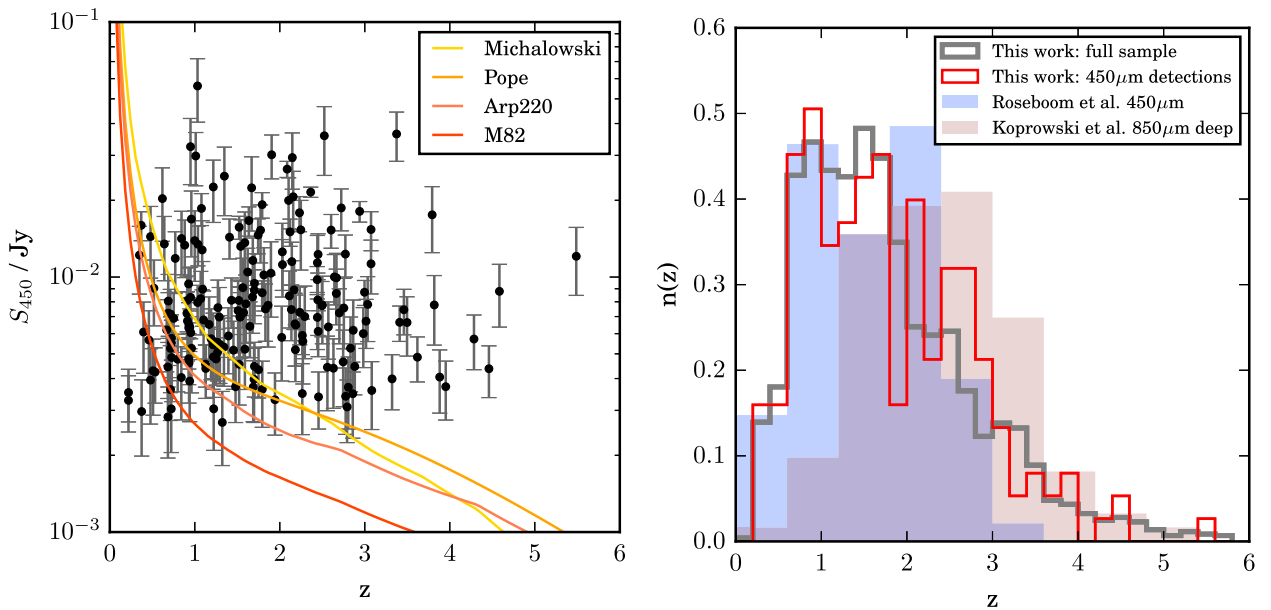 10⁻¹
10⁻²
10⁻³
S₄₅₀ / Jy
Michalowski
Pope
Arp220
M82
0 1 2 3 4 5 6
z
0.6
0.5
0.4
0.3
0.2
0.1
0.0
n(z)
This work: full sample
This work: 450μm detections
Roseboom et al. 450μm
Koprowski et al. 850μm deep
0 1 2 3 4 5 6
z